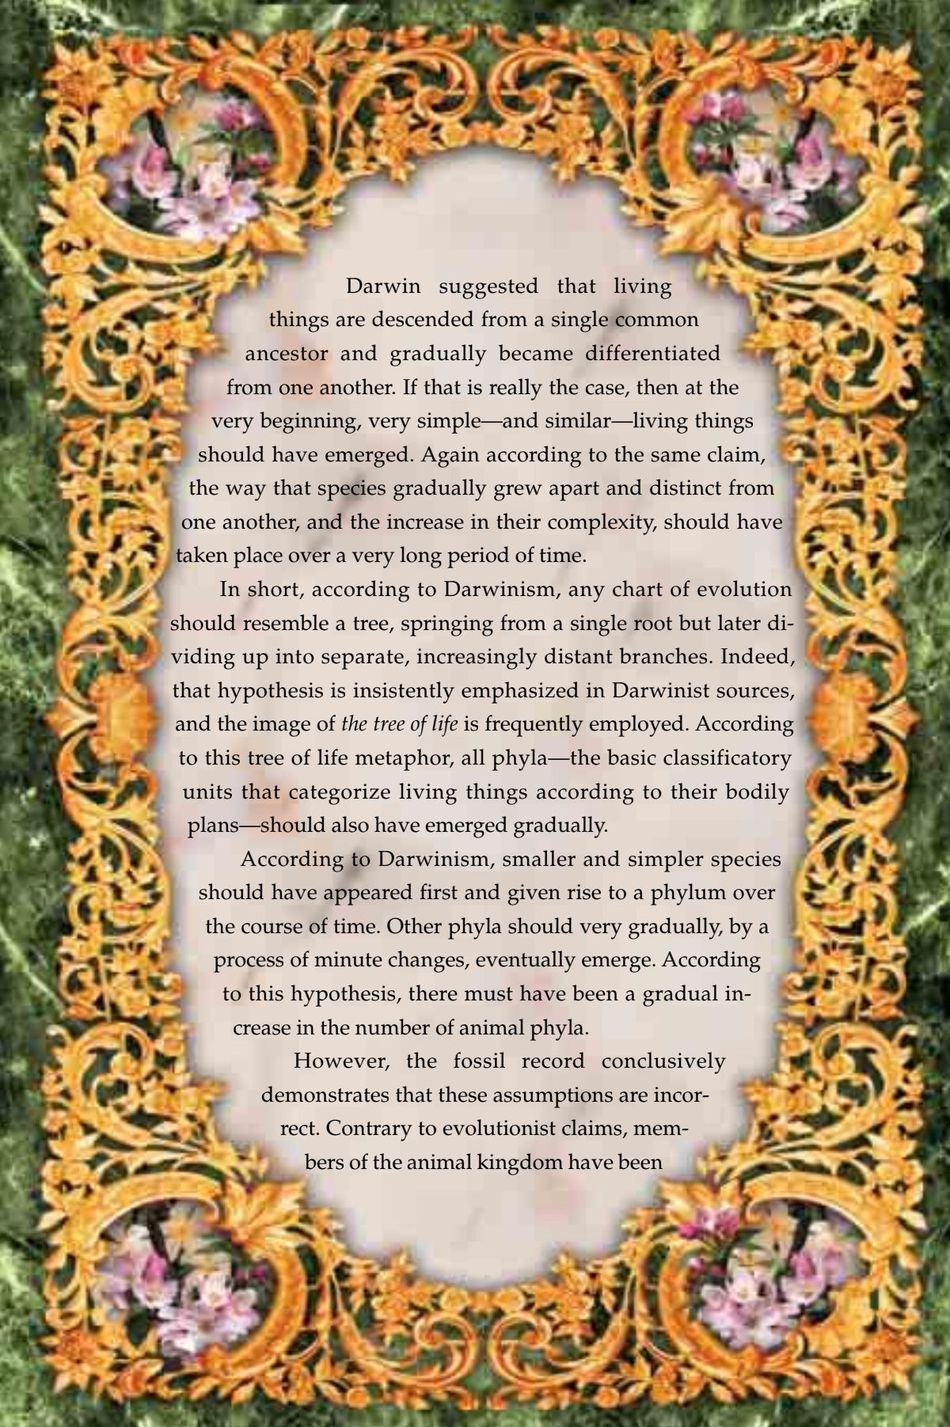 Darwin suggested that living
things are descended from a single common
ancestor and gradually became differentiated
from one another. If that is really the case, then at the
very beginning, very simple—and similar—living things
should have emerged. Again according to the same claim,
the way that species gradually grew apart and distinct from
one another, and the increase in their complexity, should have
taken place over a very long period of time.
In short, according to Darwinism, any chart of evolution
should resemble a tree, springing from a single root but later di-
viding up into separate, increasingly distant branches. Indeed,
that hypothesis is insistently emphasized in Darwinist sources,
and the image of the tree of life is frequently employed. According
to this tree of life metaphor, all phyla—the basic classificatory
units that categorize living things according to their bodily
plans—should also have emerged gradually.
According to Darwinism, smaller and simpler species
should have appeared first and given rise to a phylum over
the course of time. Other phyla should very gradually, by a
process of minute changes, eventually emerge. According
to this hypothesis, there must have been a gradual in-
crease in the number of animal phyla.
However, the fossil record conclusively
demonstrates that these assumptions are incor-
rect. Contrary to evolutionist claims, mem-
bers of the animal kingdom have been